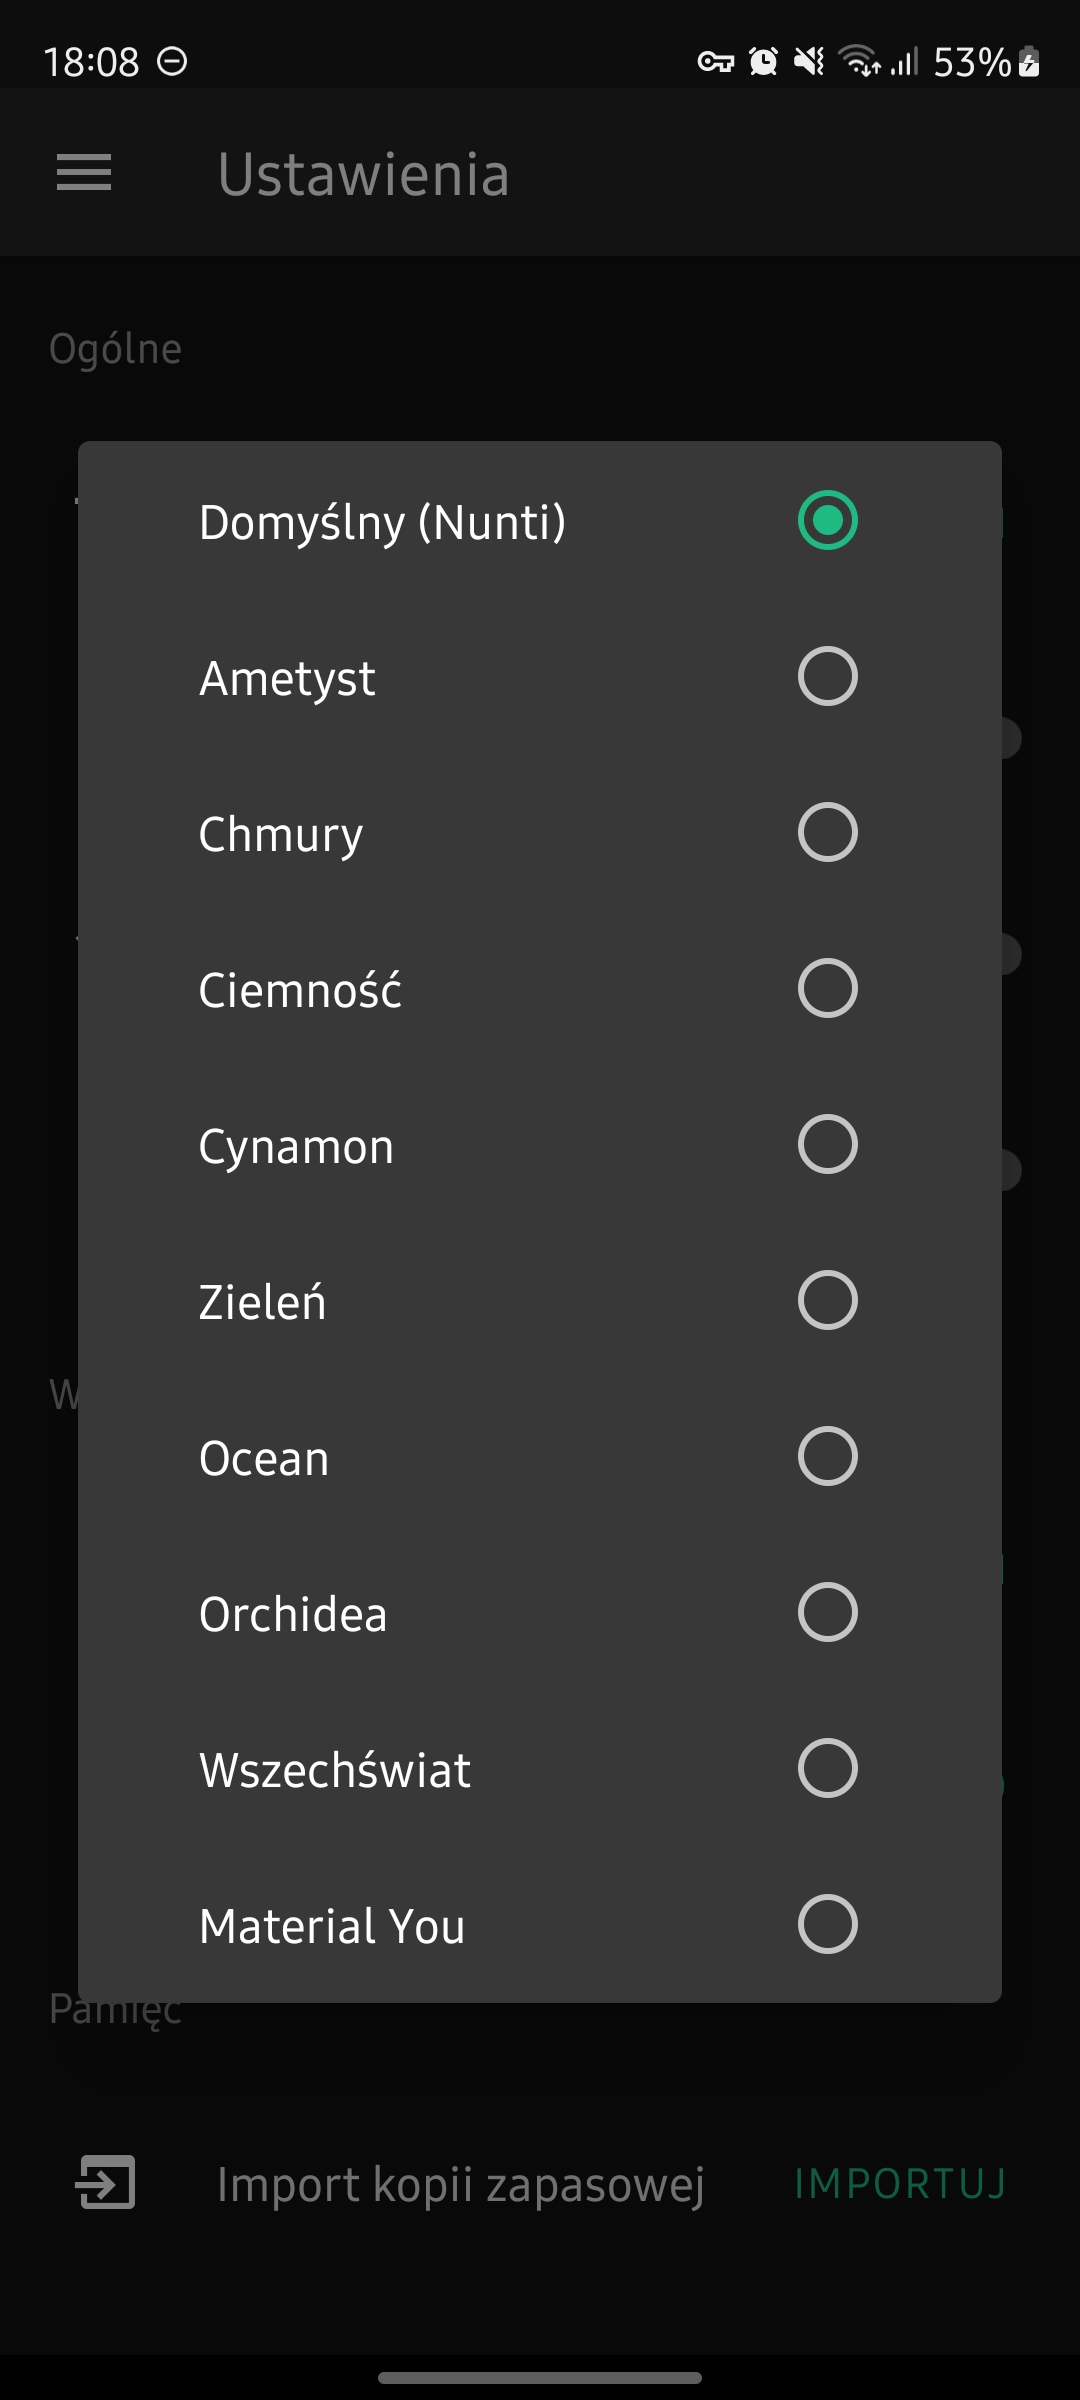 18:08
53%
Ustawienia
Ogólne
Domyślny (Nunti)
Ametyst
Chmury
Ciemność
Cynamon
Zieleń
Ocean
Orchidea
Wszechświat
Material You
Pamięć
Import kopii zapasowej IMPORTUJ